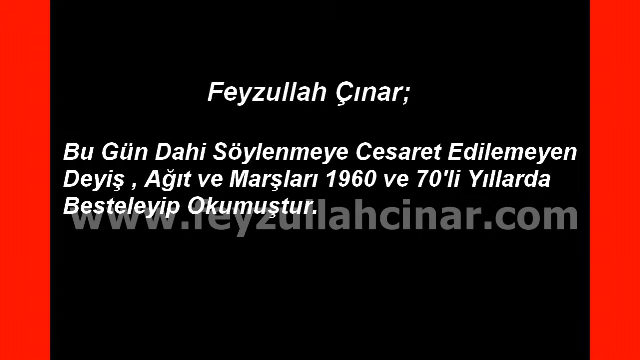 Feyzullah Çınar;
Bu Gün Dahi Söylenmeye Cesaret Edilemeyen
Deyiş , Ağıt ve Marşları 1960 ve 70'li Yıllarda
Besteleyip Okumuştur.
www.feyzullahcinar.com